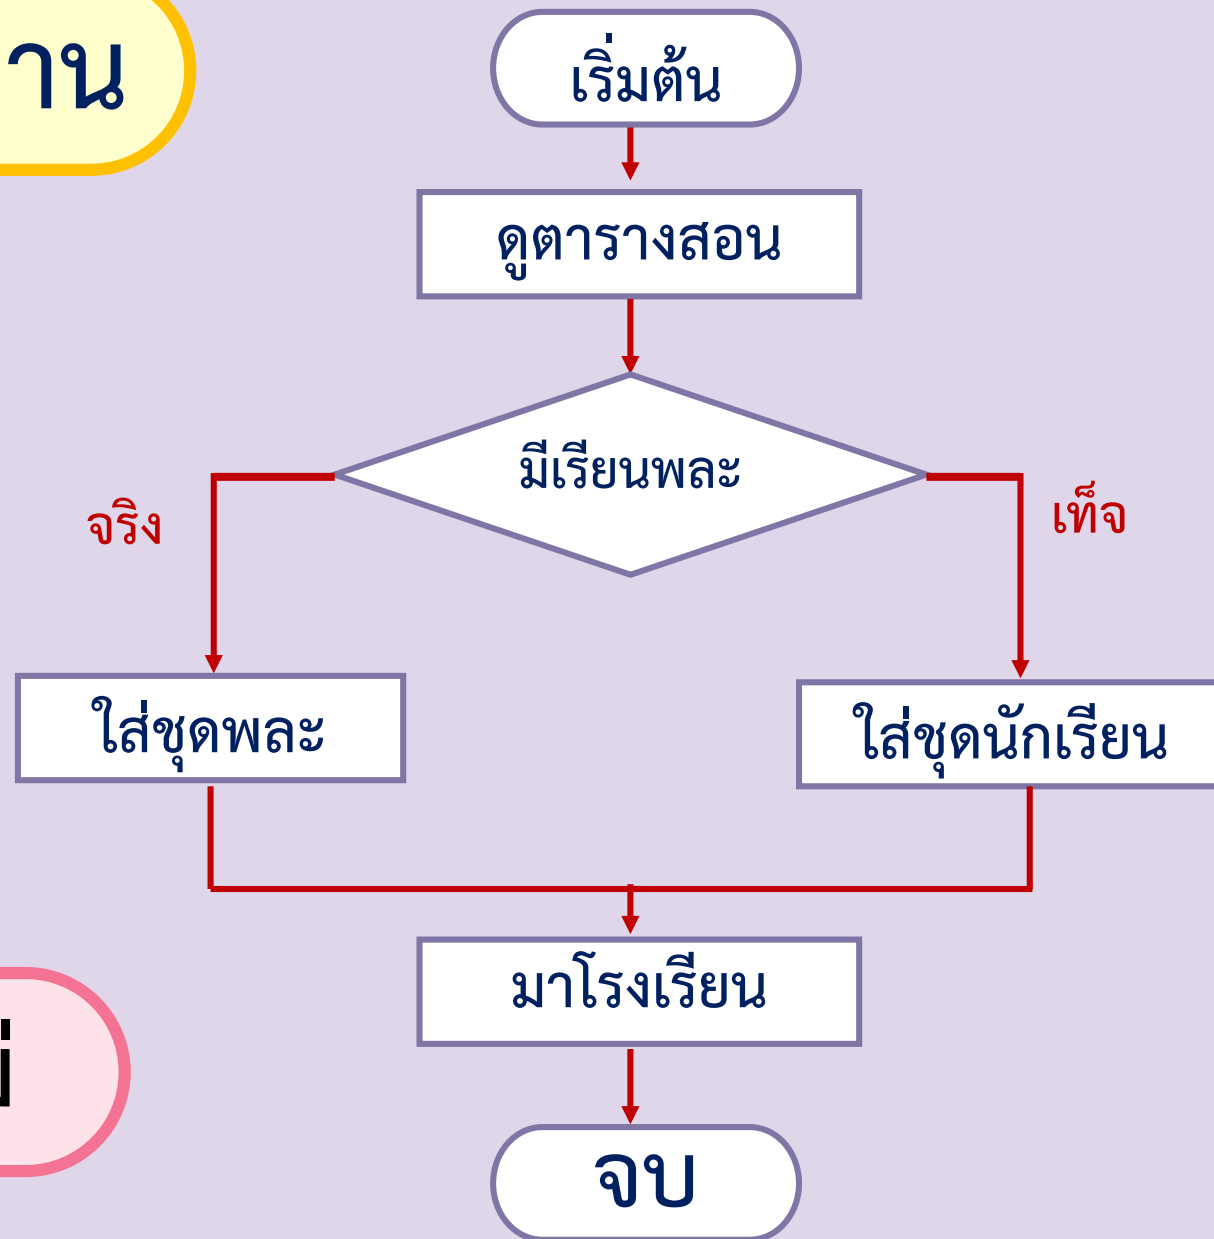 เริ่มต้น
ดูตารางสอน
มีเรียนพละ
จริง
เท็จ
ใส่ชุดพละ
ใส่ชุดนักเรียน
มาโรงเรียน
จบ